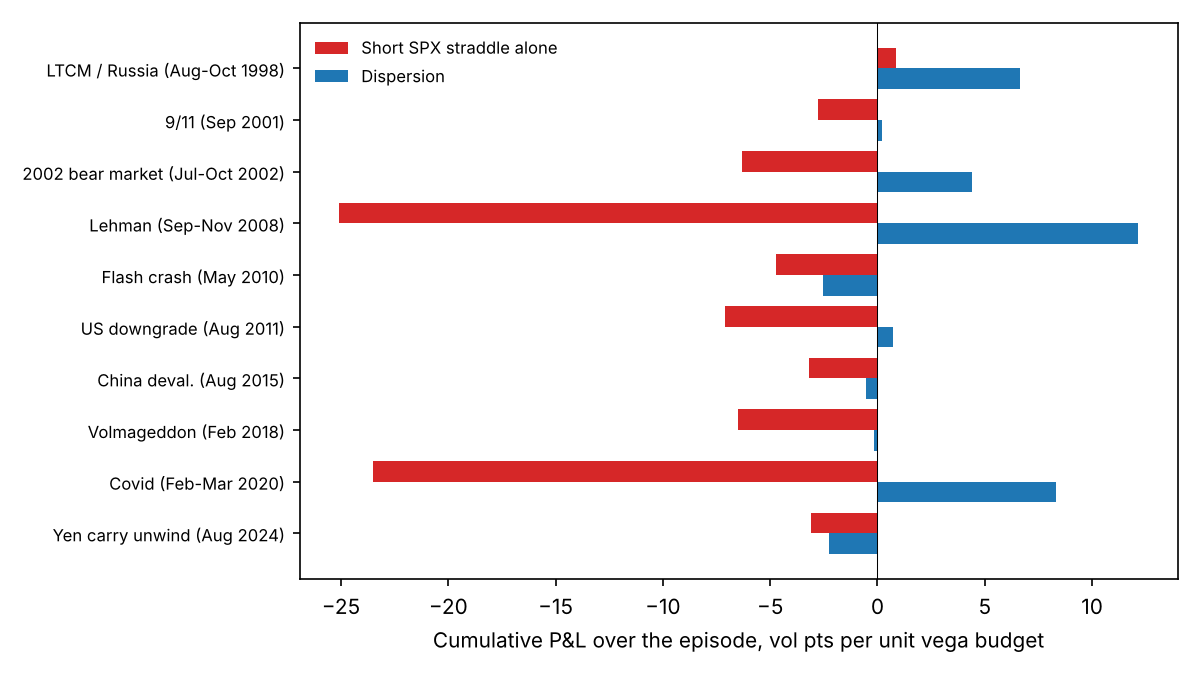 Short SPX straddle alone
Dispersion
LTCM / Russia (Aug-Oct 1998)
9/11 (Sep 2001)
2002 bear market (Jul-Oct 2002)
Lehman (Sep-Nov 2008)
Flash crash (May 2010)
US downgrade (Aug 2011)
China deval. (Aug 2015)
Volmageddon (Feb 2018)
Covid (Feb-Mar 2020)
Yen carry unwind (Aug 2024)
−25 −20 −15 −10 −5 0 5 10
Cumulative P&L over the episode, vol pts per unit vega budget